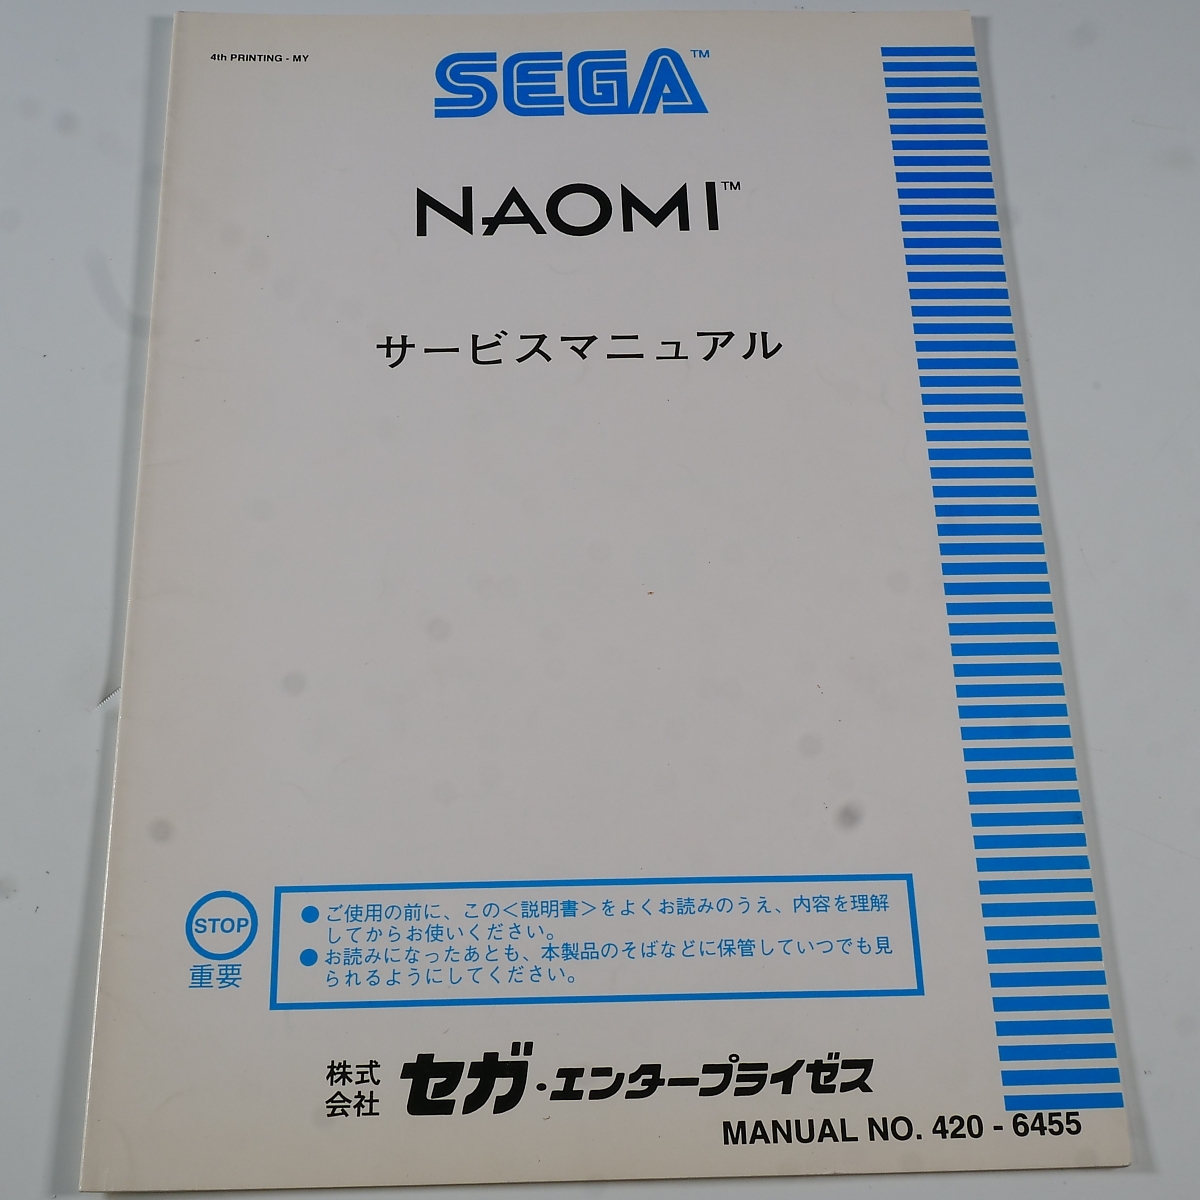 4th PRINTING - MY
SEGA™
NAOMI™
サービスマニュアル
STOP
重要
●ご使用の前に、この<説明書>をよくお読みのうえ、内容を理解
してからお使いください。
●お読みになったあとも、本製品のそばなどに保管していつでも見
られるようにしてください。
株式
会社
セガ・エンタープライゼス
MANUAL NO. 420 - 6455